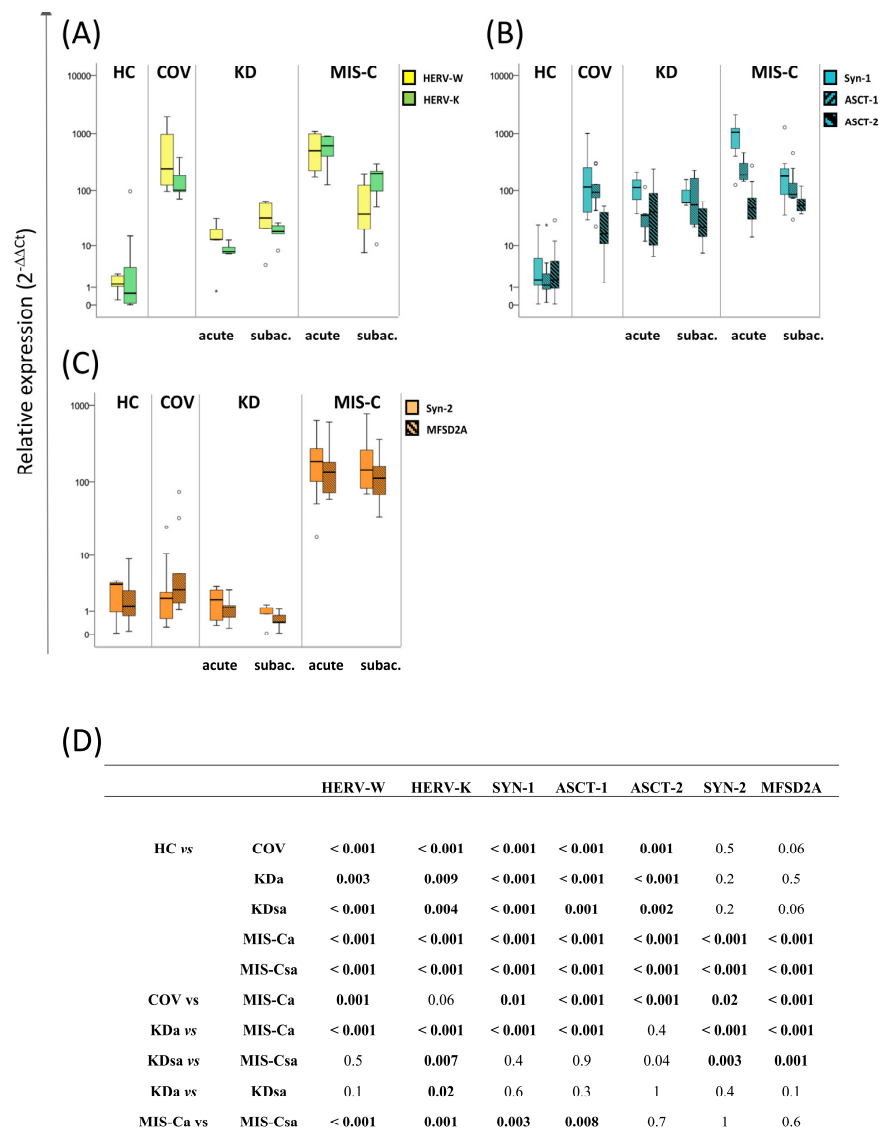 (A)
HC COV KD MIS-C
HERV-W
HERV-K
10000
1000
100
10
1
0
acute subac. acute subac.
(B)
HC COV KD MIS-C
Syn-1
ASCT-1
ASCT-2
10000
1000
100
10
1
0
acute subac. acute subac.
Relative expression (2-ΔΔCt)
(C)
HC COV KD MIS-C
Syn-2
MFSD2A
1000
100
10
1
0
acute subac. acute subac.
(D)
HERV-W HERV-K SYN-1 ASCT-1 ASCT-2 SYN-2 MFSD2A
HC vs COV < 0.001 < 0.001 < 0.001 < 0.001 0.001 0.5 0.06
KDa 0.003 0.009 < 0.001 < 0.001 < 0.001 0.2 0.5
KDsa < 0.001 0.004 < 0.001 0.001 0.002 0.2 0.06
MIS-Ca < 0.001 < 0.001 < 0.001 < 0.001 < 0.001 < 0.001 < 0.001
MIS-Csa < 0.001 < 0.001 < 0.001 < 0.001 < 0.001 < 0.001 < 0.001
COV vs MIS-Ca 0.001 0.06 0.01 < 0.001 < 0.001 0.02 < 0.001
KDa vs MIS-Ca < 0.001 < 0.001 < 0.001 < 0.001 0.4 < 0.001 < 0.001
KDsa vs MIS-Csa 0.5 0.007 0.4 0.9 0.04 0.003 0.001
KDa vs KDsa 0.1 0.02 0.6 0.3 1 0.4 0.1
MIS-Ca vs MIS-Csa < 0.001 0.001 0.003 0.008 0.7 1 0.6